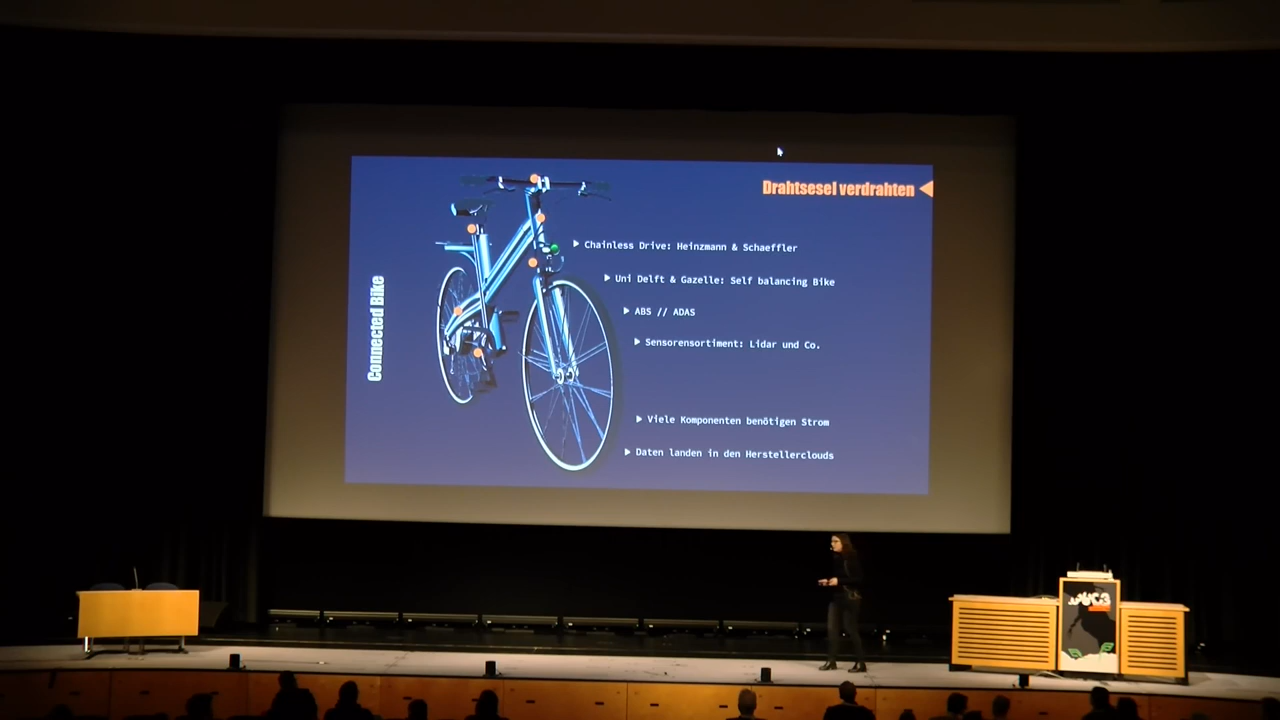 Drahtsesel verdrahten
Connected Bike
Chainless Drive: Heinzmann & Schaeffler
Uni Delft & Gazelle: Self balancing Bike
ABS // ADAS
Sensorensortiment: Lidar und Co.
Viele Komponenten benötigen Strom
Daten landen in den Herstellerclouds